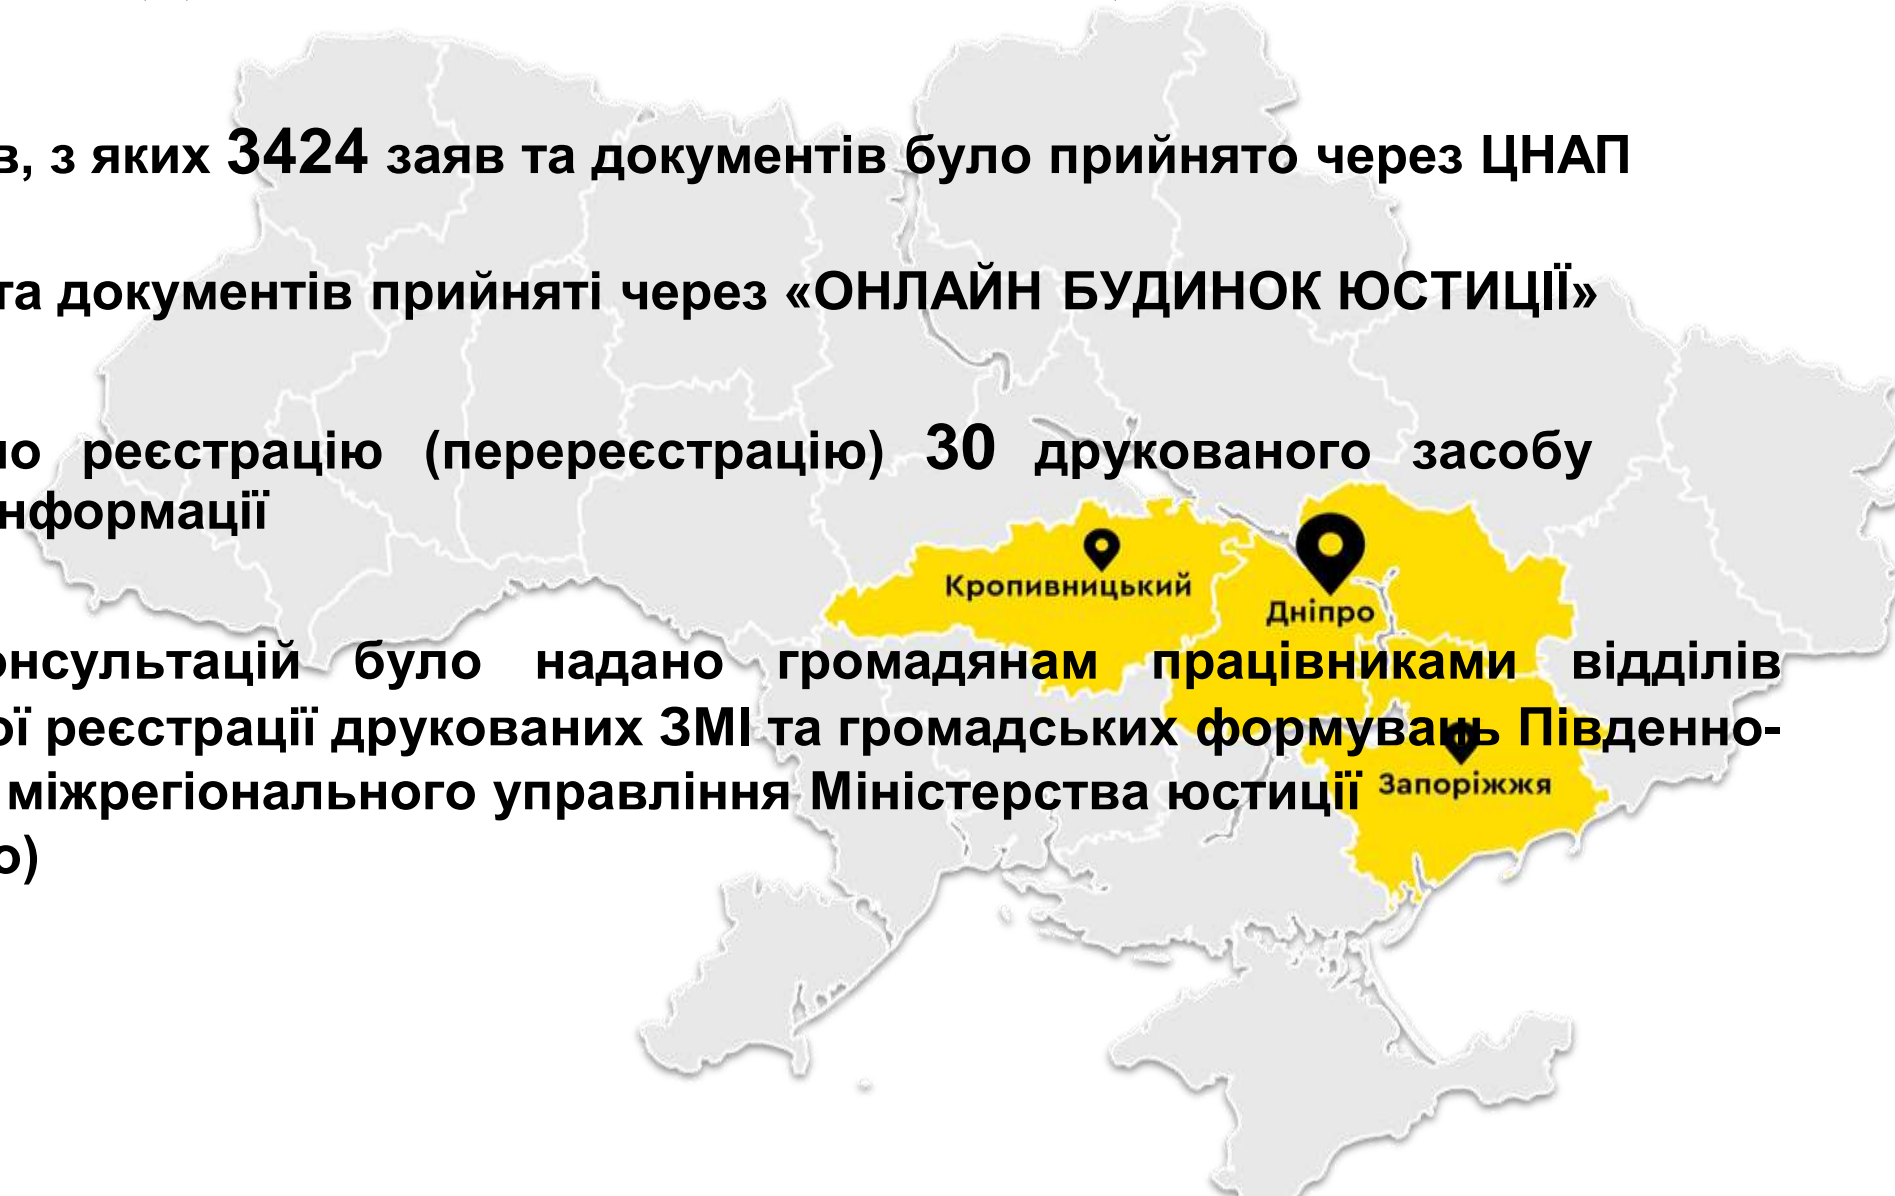 в, з яких 3424 заяв та документів було прийнято через ЦНАП
та документів прийняті через «ОНЛАЙН БУДИНОК ЮСТИЦІЇ»
но реєстрацію (перереєстрацію) 30 друкованого засобу
нформації
Кропивницький
Дніпро
онсультацій було надано громадянам працівниками відділів
ої реєстрації друкованих ЗМІ та громадських формувань Південно-
міжрегіонального управління Міністерства юстиції
Запоріжжя
о)